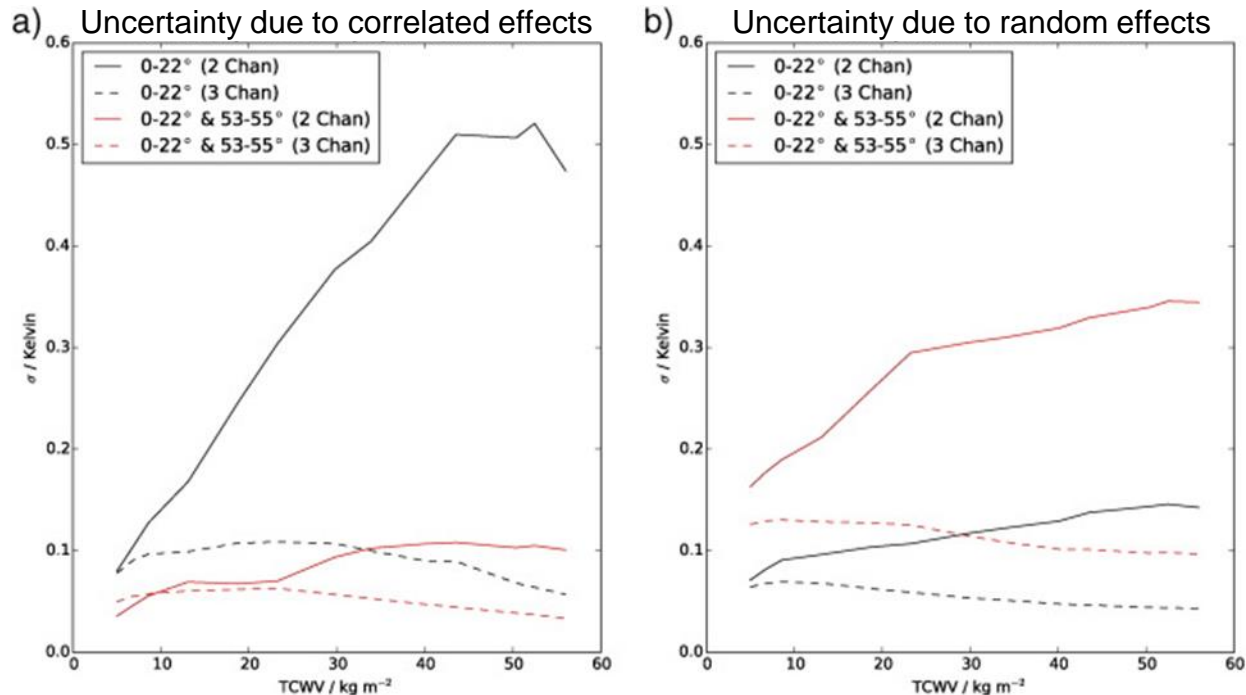 a) Uncertainty due to correlated effects
0.6
0.5
0.4
0.3
0.2
0.1
0.0
σ / Kelvin
0-22° (2 Chan)
0-22° (3 Chan)
0-22° & 53-55° (2 Chan)
0-22° & 53-55° (3 Chan)
0 10 20 30 40 50 60
TCWV / kg m⁻²
b) Uncertainty due to random effects
0.6
0.5
0.4
0.3
0.2
0.1
0.0
σ / Kelvin
0-22° (2 Chan)
0-22° (3 Chan)
0-22° & 53-55° (2 Chan)
0-22° & 53-55° (3 Chan)
0 10 20 30 40 50 60
TCWV / kg m⁻²